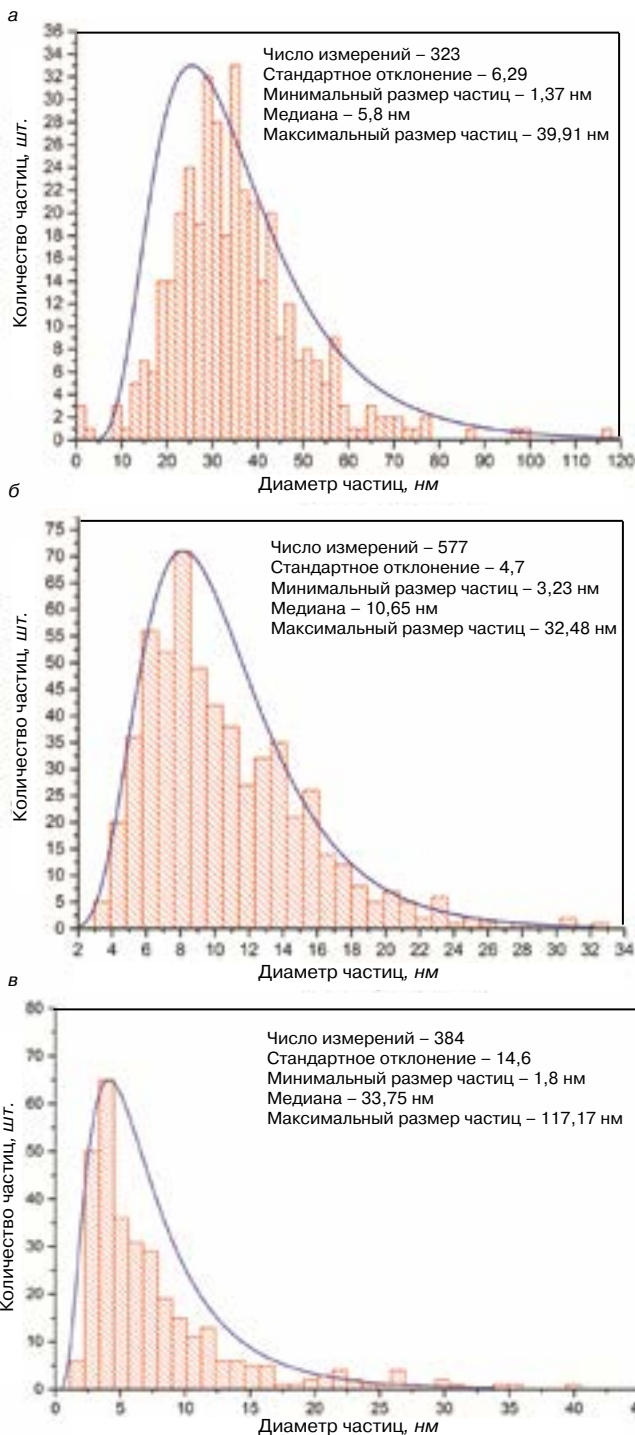 а
Число измерений – 323
Стандартное отклонение – 6,29
Минимальный размер частиц – 1,37 нм
Медиана – 5,8 нм
Максимальный размер частиц – 39,91 нм
Количество частиц, шт.
36
34
32
30
28
26
24
22
20
18
16
14
12
10
8
6
4
2
0
0 10 20 30 40 50 60 70 80 90 100 110 120
Диаметр частиц, нм
б
Число измерений – 577
Стандартное отклонение – 4,7
Минимальный размер частиц – 3,23 нм
Медиана – 10,65 нм
Максимальный размер частиц – 32,48 нм
Количество частиц, шт.
75
70
65
60
55
50
45
40
35
30
25
20
15
10
5
0
2 4 6 8 10 12 14 16 18 20 22 24 26 28 30 32 34
Диаметр частиц, нм
в
Число измерений – 384
Стандартное отклонение – 14,6
Минимальный размер частиц – 1,8 нм
Медиана – 33,75 нм
Максимальный размер частиц – 117,17 нм
Количество частиц, шт.
80
70
60
50
40
30
20
10
0
0 5 10 15 20 25 30 35 40 45
Диаметр частиц, нм